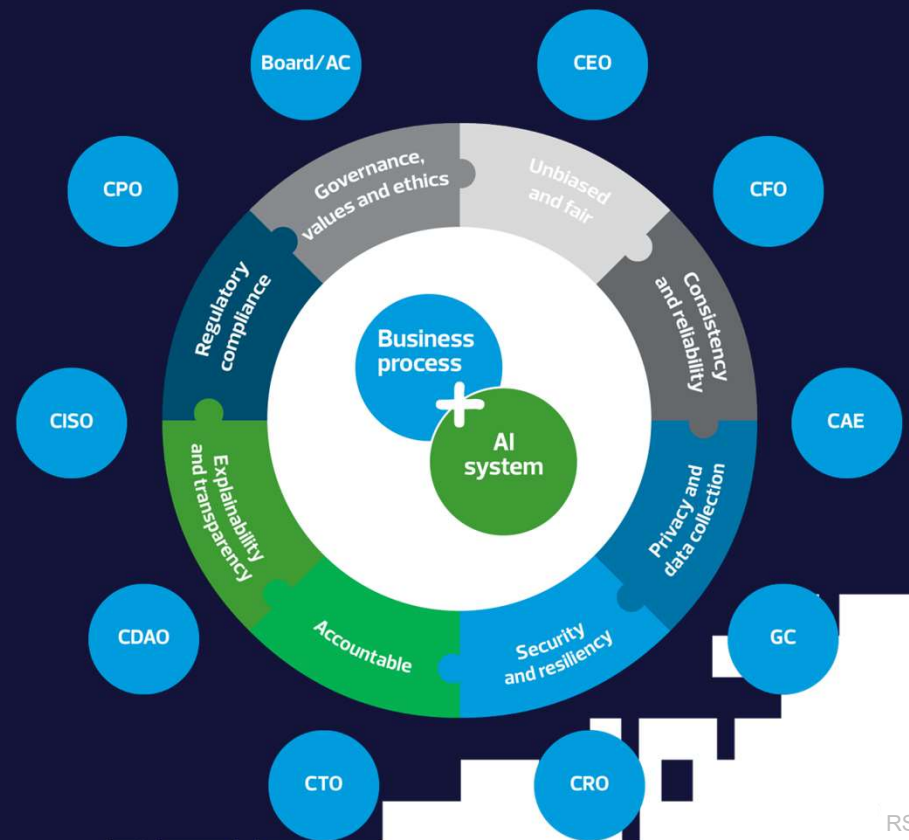 Board/AC
CEO
CPO
CFO
Governance,
values and ethics
Unbiased
and fair
Regulatory
compliance
Consistency
and reliability
Business
process
AI
system
CISO
CAE
Explainability
and transparency
Privacy and
data collection
Accountable
Security
and resiliency
CDAO
GC
CTO
CRO
RS